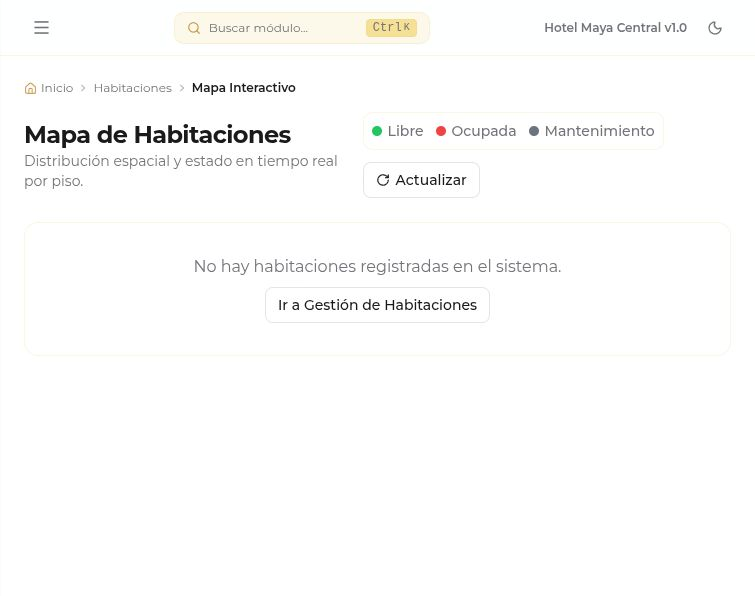 Buscar módulo... Ctrl K
Hotel Maya Central v1.0
Inicio > Habitaciones > Mapa Interactivo
Mapa de Habitaciones
Distribución espacial y estado en tiempo real
por piso.
Libre Ocupada Mantenimiento
Actualizar
No hay habitaciones registradas en el sistema.
Ir a Gestión de Habitaciones